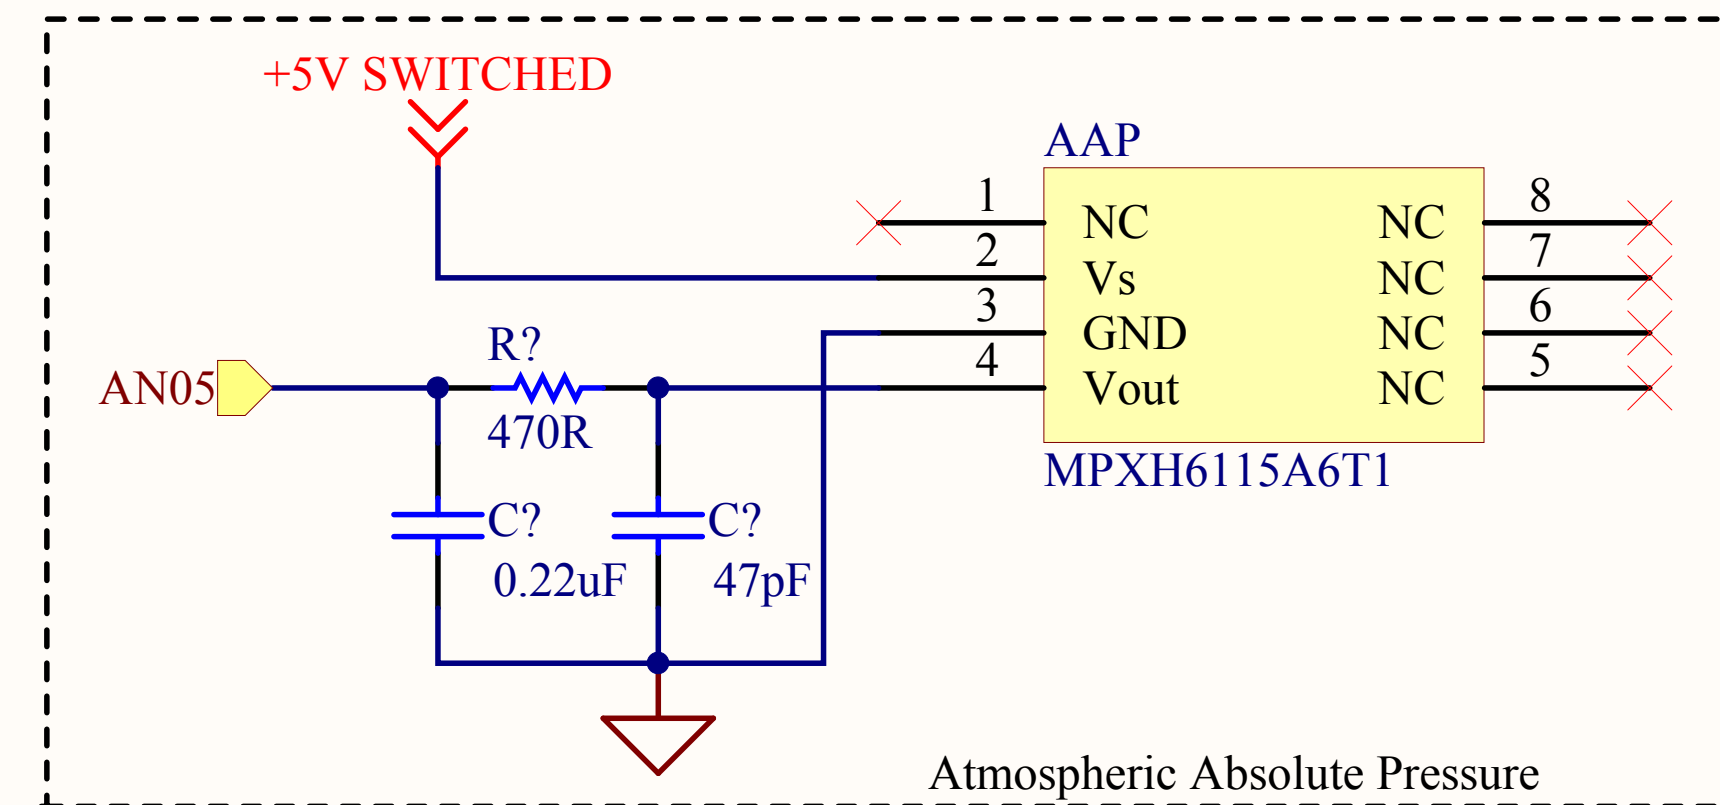 +5V SWITCHED
AAP
1 NC NC 8
2 Vs NC 7
3 GND NC 6
4 Vout NC 5
MPXH6115A6T1
AN05
R?
470R
C?
0.22uF
C?
47pF
Atmospheric Absolute Pressure